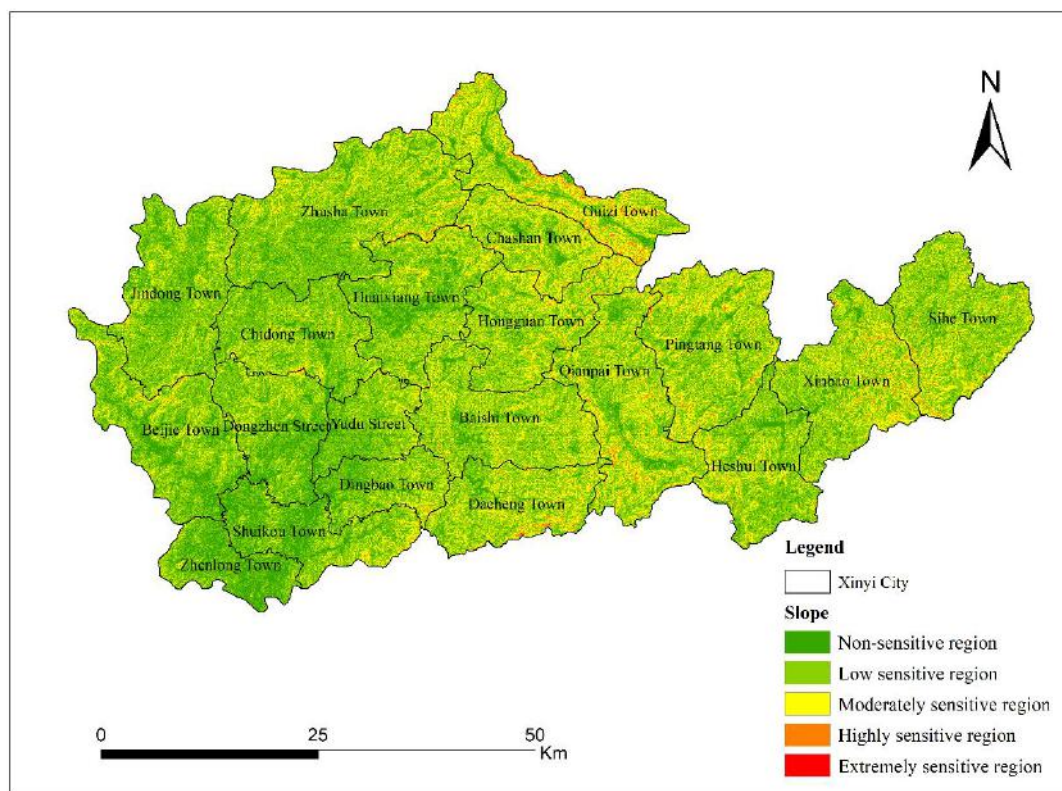 N
Guizi Town
Zhusha Town
Chashan Town
Jindong Town
Huaixiang Town
Chidong Town
Hongguan Town
Sihe Town
Pingtang Town
Qianpai Town
Xinbao Town
Baishi Town
Beijie Town
Dongzhen Street
Yudu Street
Heshui Town
Dingbao Town
Dacheng Town
Shuikou Town
Zhenlong Town
Legend
Xinyi City
Slope
Non-sensitive region
Low sensitive region
Moderately sensitive region
Highly sensitive region
Extremely sensitive region
0 25 50
Km